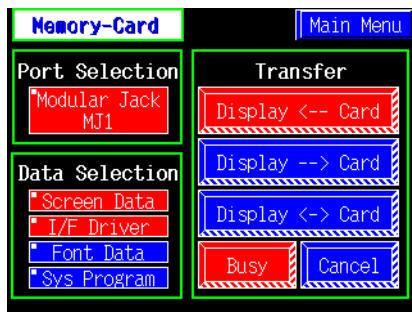 Memory-Card
Main Menu
Port Selection
Modular Jack
MJ1
Data Selection
Screen Data
I/F Driver
Font Data
Sys Program
Transfer
Display <-- Card
Display --> Card
Display <-> Card
Busy
Cancel